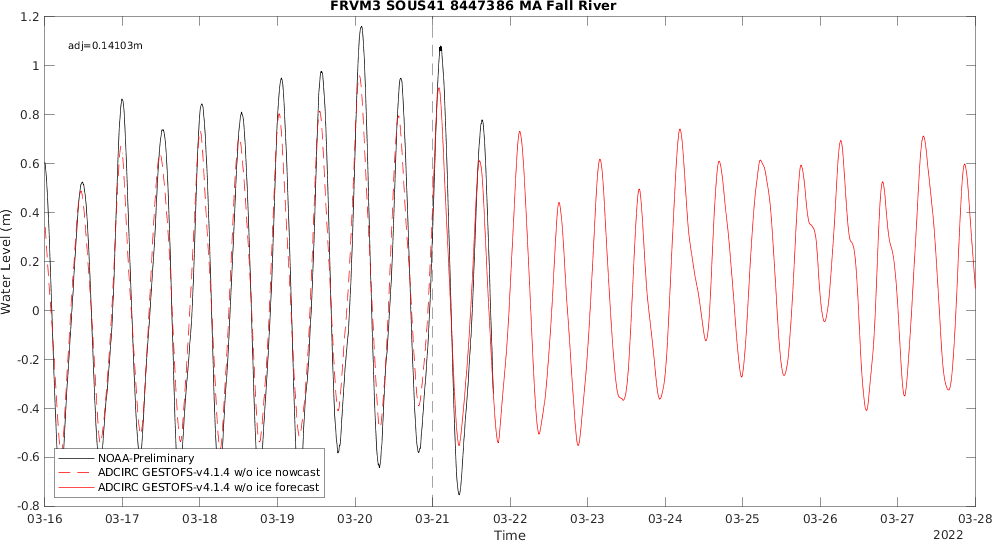 FRVM3 SOUS41 8447386 MA Fall River
adj=0.14103m
1.2
1
0.8
0.6
0.4
0.2
0
-0.2
-0.4
-0.6
-0.8
Water Level (m)
NOAA-Preliminary
ADCIRC GESTOFS-v4.1.4 w/o ice nowcast
ADCIRC GESTOFS-v4.1.4 w/o ice forecast
03-16 03-17 03-18 03-19 03-20 03-21 03-22 03-23 03-24 03-25 03-26 03-27 03-28
Time
2022